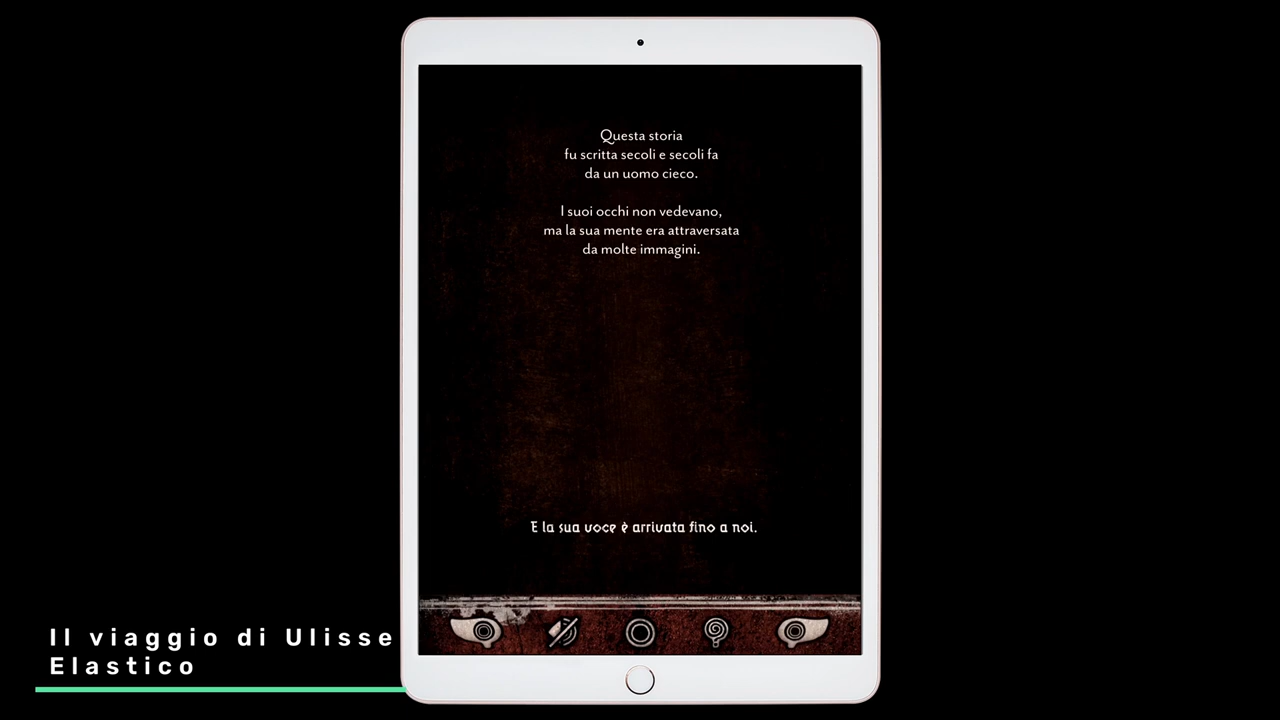 Questa storia
fu scritta secoli e secoli fa
da un uomo cieco.
I suoi occhi non vedevano,
ma la sua mente era attraversata
da molte immagini.
E la sua voce è arrivata fino a noi.
Il viaggio di Ulisse
Elastico